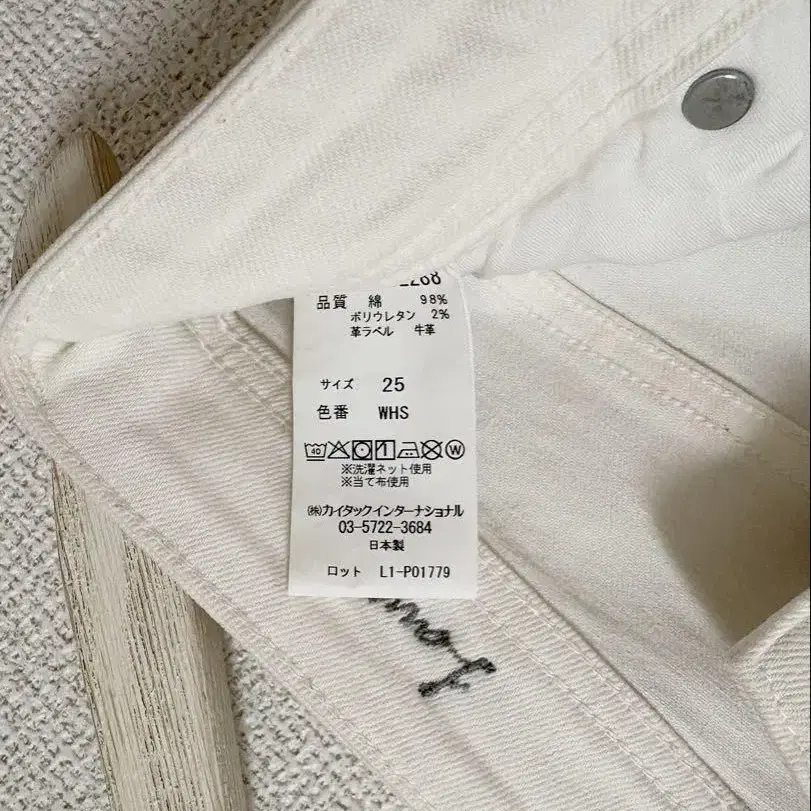 品質 綿 98%
ポリウレタン 2%
革ラベル 牛革
サイズ 25
色番 WHS
40
W
※洗濯ネット使用
※当て布使用
㈱カイタックインターナショナル
03-5722-3684
日本製
ロット L1-P01779